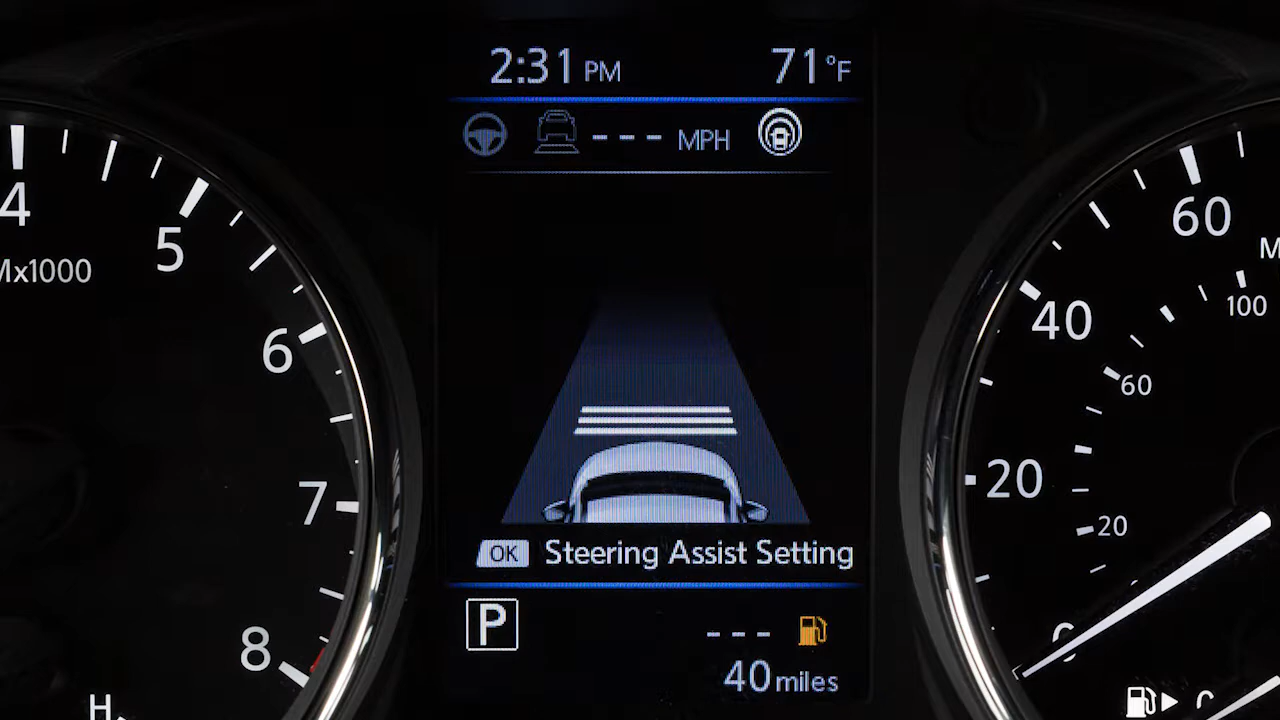 2:31 PM 71°F
--- MPH
4
5
6
7
8
x1000
H
60
40
20
100
60
20
OK Steering Assist Setting
P ---
40 miles